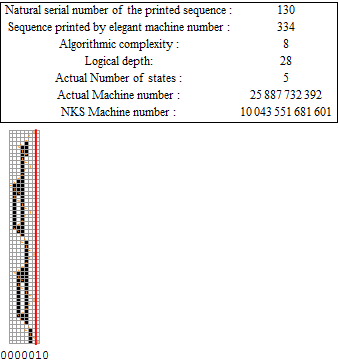 Natural serial number of the printed sequence : 130
Sequence printed by elegant machine number : 334
Algorithmic complexity : 8
Logical depth: 28
Actual Number of states : 5
Actual Machine number : 25 887 732 392
NKS Machine number : 10 043 551 681 601
0000010